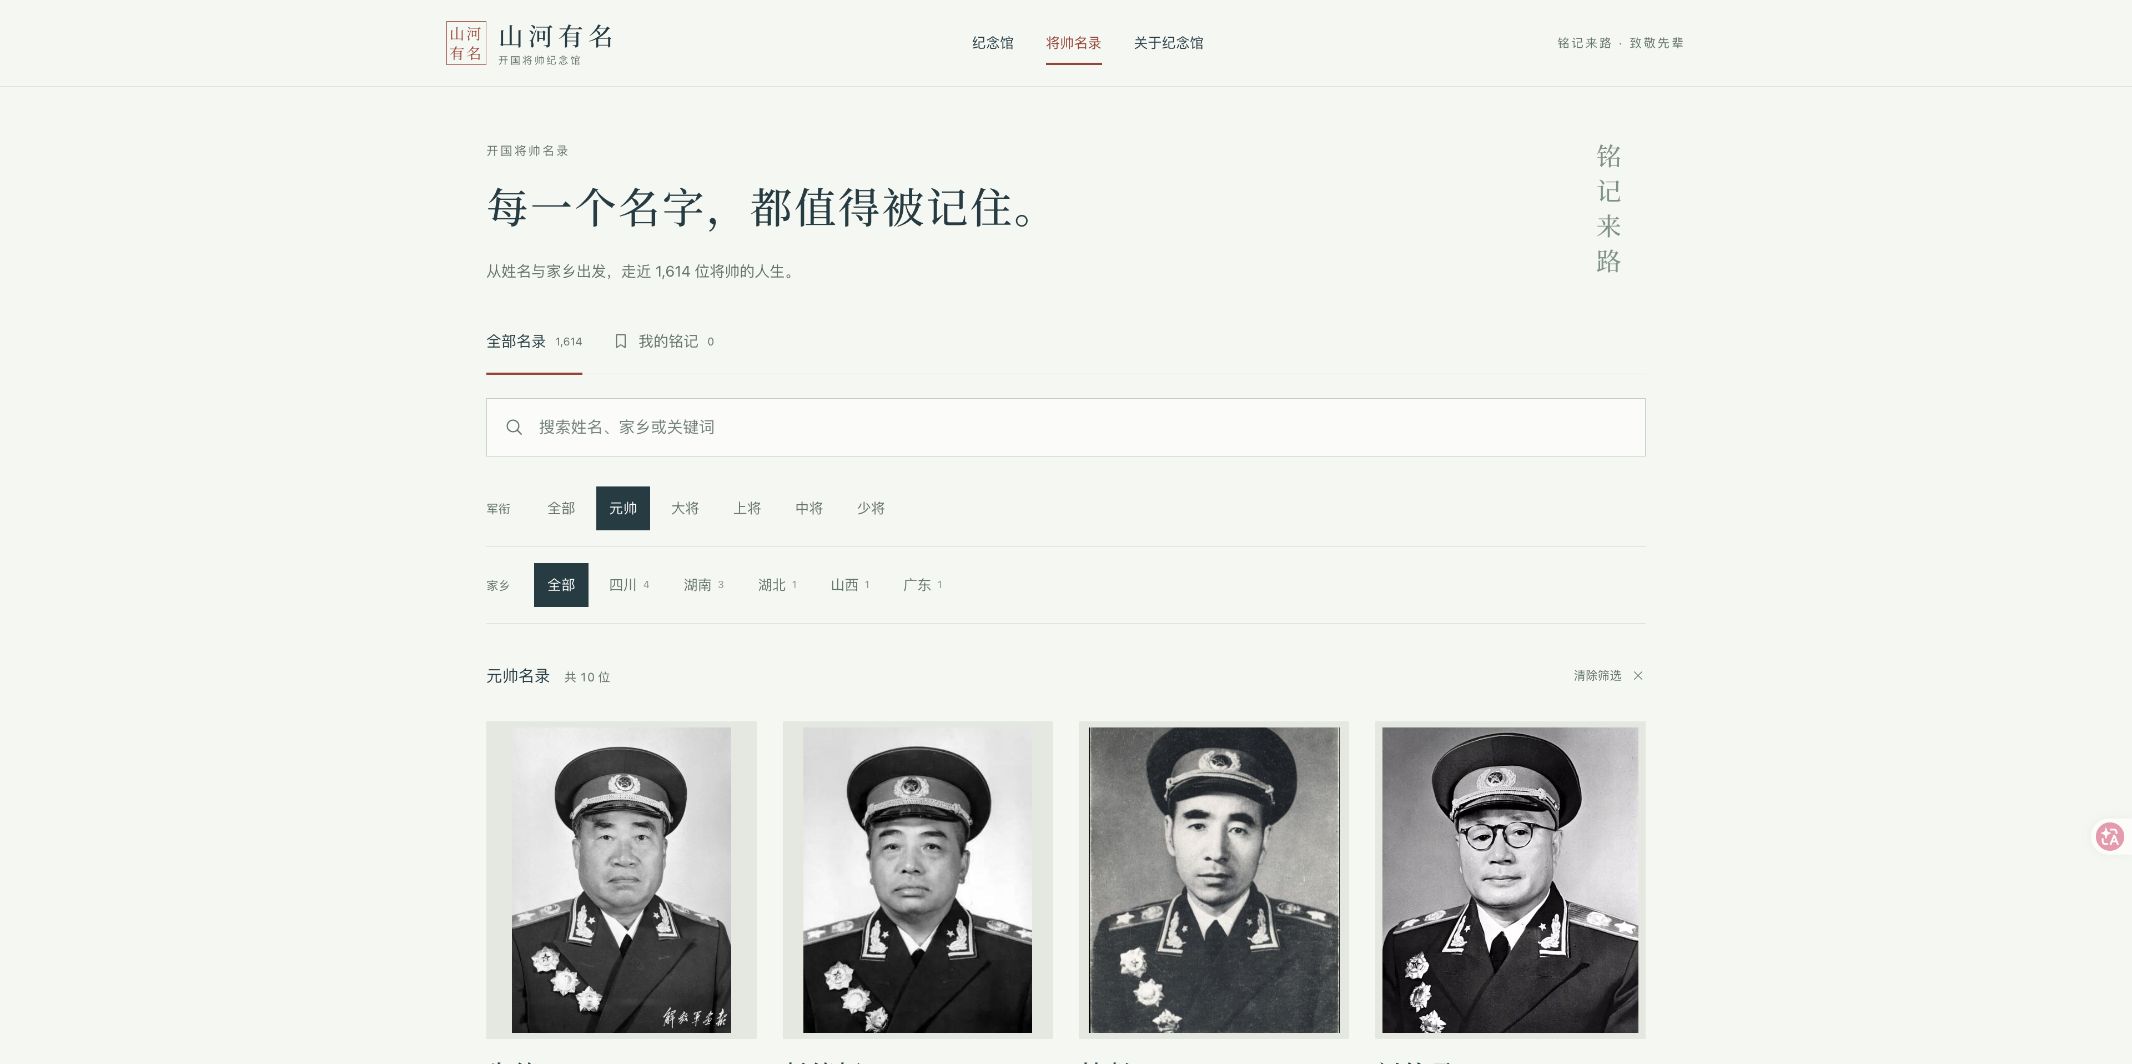 山河
有名
山河有名
开国将帅纪念馆
纪念馆
将帅名录
关于纪念馆
铭记来路 · 致敬先辈
开国将帅名录
每一个名字，都值得被记住。
从姓名与家乡出发，走近 1,614 位将帅的人生。
铭记来路
全部名录 1,614
我的铭记 0
搜索姓名、家乡或关键词
军衔 全部 元帅 大将 上将 中将 少将
家乡 全部 四川 4 湖南 3 湖北 1 山西 1 广东 1
元帅名录 共 10 位
清除筛选 ×
解放军画报